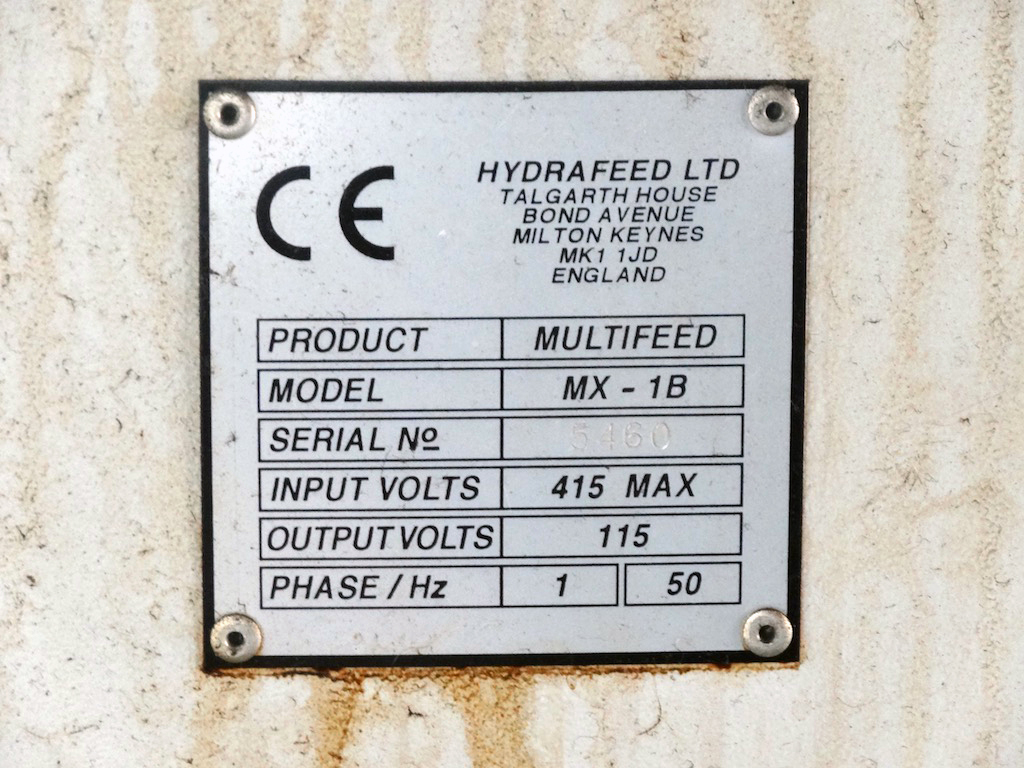 CE
HYDRAFEED LTD
TALGARTH HOUSE
BOND AVENUE
MILTON KEYNES
MK1 1JD
ENGLAND
PRODUCT MULTIFEED
MODEL MX - 1B
SERIAL Nº 5460
INPUT VOLTS 415 MAX
OUTPUT VOLTS 115
PHASE / Hz 1 50